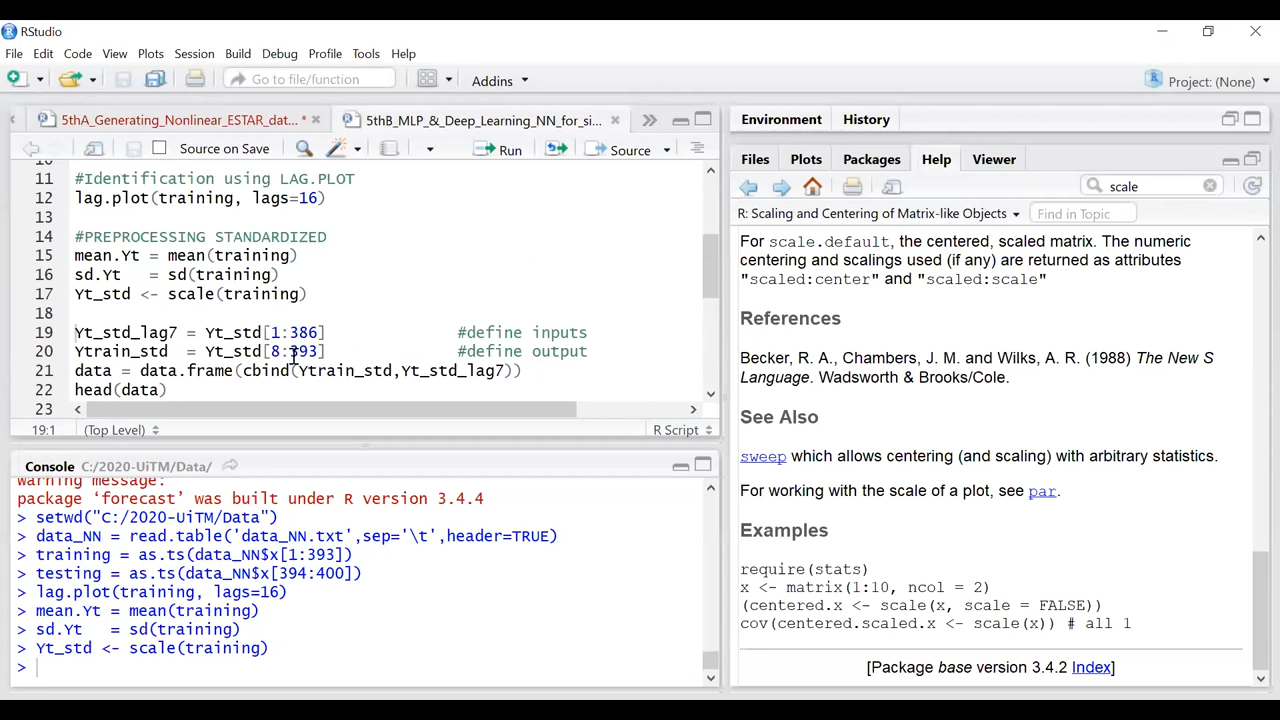 RStudio
File Edit Code View Plots Session Build Debug Profile Tools Help
Go to file/function Addins Project: (None)
5thA_Generating_Nonlinear_ESTAR_dat... * 5thB_MLP_&_Deep_Learning_NN_for_si...
Source on Save Run Source
11 #Identification using LAG.PLOT
12 lag.plot(training, lags=16)
13
14 #PREPROCESSING STANDARDIZED
15 mean.Yt = mean(training)
16 sd.Yt   = sd(training)
17 Yt_std <- scale(training)
18
19 Yt_std_lag7 = Yt_std[1:386] #define inputs
20 Ytrain_std  = Yt_std[8:393] #define output
21 data = data.frame(cbind(Ytrain_std,Yt_std_lag7))
22 head(data)
23
19:1 (Top Level) R Script
Console C:/2020-UiTM/Data/
warning message:
package ‘forecast’ was built under R version 3.4.4
> setwd("C:/2020-UiTM/Data")
> data_NN = read.table('data_NN.txt',sep='\t',header=TRUE)
> training = as.ts(data_NN$x[1:393])
> testing = as.ts(data_NN$x[394:400])
> lag.plot(training, lags=16)
> mean.Yt = mean(training)
> sd.Yt   = sd(training)
> Yt_std <- scale(training)
>
Environment History
Files Plots Packages Help Viewer
scale
R: Scaling and Centering of Matrix-like Objects Find in Topic
For scale.default, the centered, scaled matrix. The numeric
centering and scalings used (if any) are returned as attributes
"scaled:center" and "scaled:scale"
References
Becker, R. A., Chambers, J. M. and Wilks, A. R. (1988) The New S
Language. Wadsworth & Brooks/Cole.
See Also
sweep which allows centering (and scaling) with arbitrary statistics.
For working with the scale of a plot, see par.
Examples
require(stats)
x <- matrix(1:10, ncol = 2)
(centered.x <- scale(x, scale = FALSE))
cov(centered.scaled.x <- scale(x)) # all 1
[Package base version 3.4.2 Index]